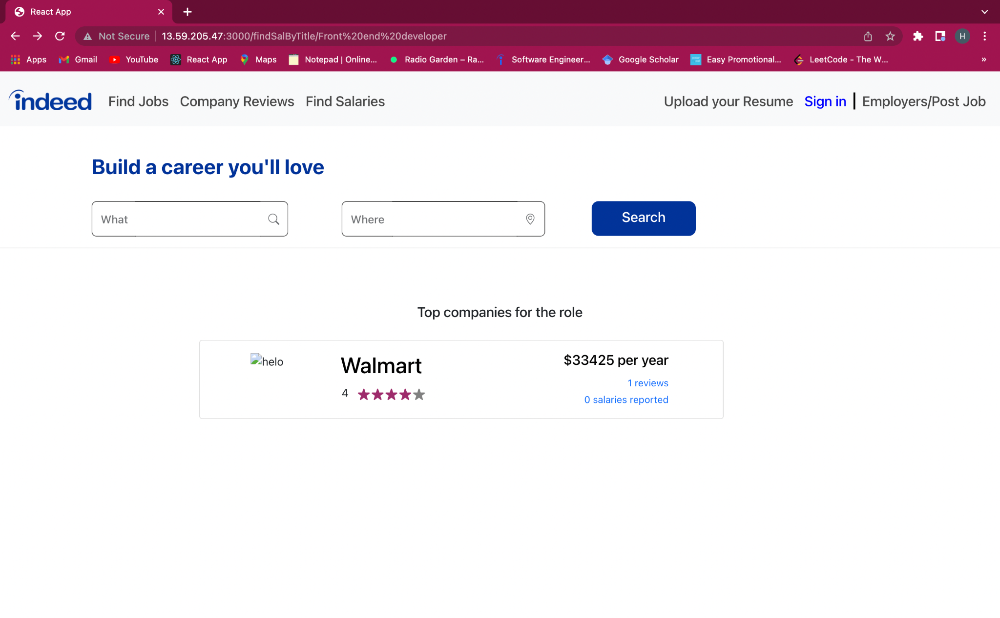 React App
Not Secure | 13.59.205.47:3000/findSalByTitle/Front%20end%20developer
H
Apps Gmail YouTube React App Maps Notepad | Online... Radio Garden – Ra... Software Engineer... Google Scholar Easy Promotional... LeetCode - The W... »
indeed Find Jobs Company Reviews Find Salaries Upload your Resume Sign in | Employers/Post Job
Build a career you'll love
What Where Search
Top companies for the role
helo Walmart $33425 per year
1 reviews
4
0 salaries reported